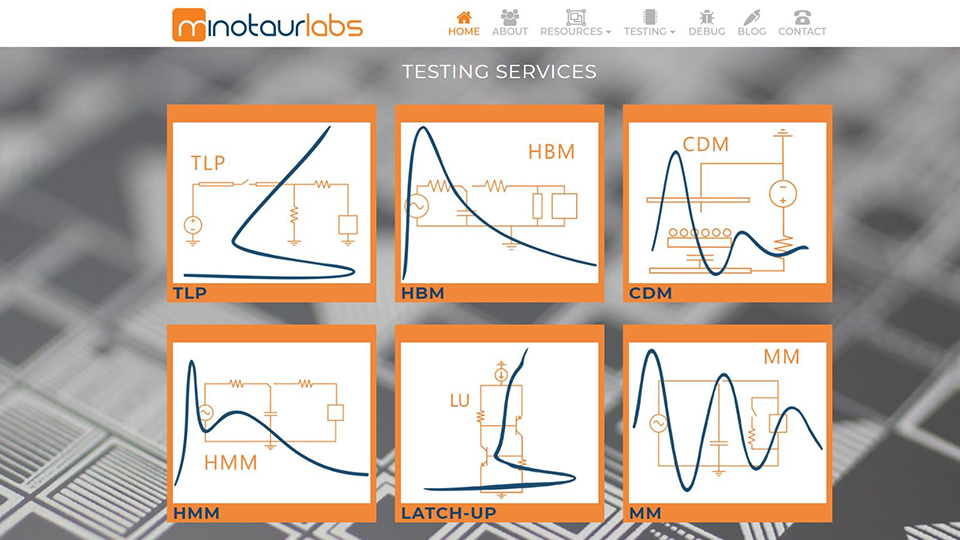 minotaurlabs
HOME ABOUT RESOURCES TESTING DEBUG BLOG CONTACT
TESTING SERVICES
TLP
TLP
HBM
HBM
CDM
CDM
HMM
HMM
LU
LATCH-UP
MM
MM